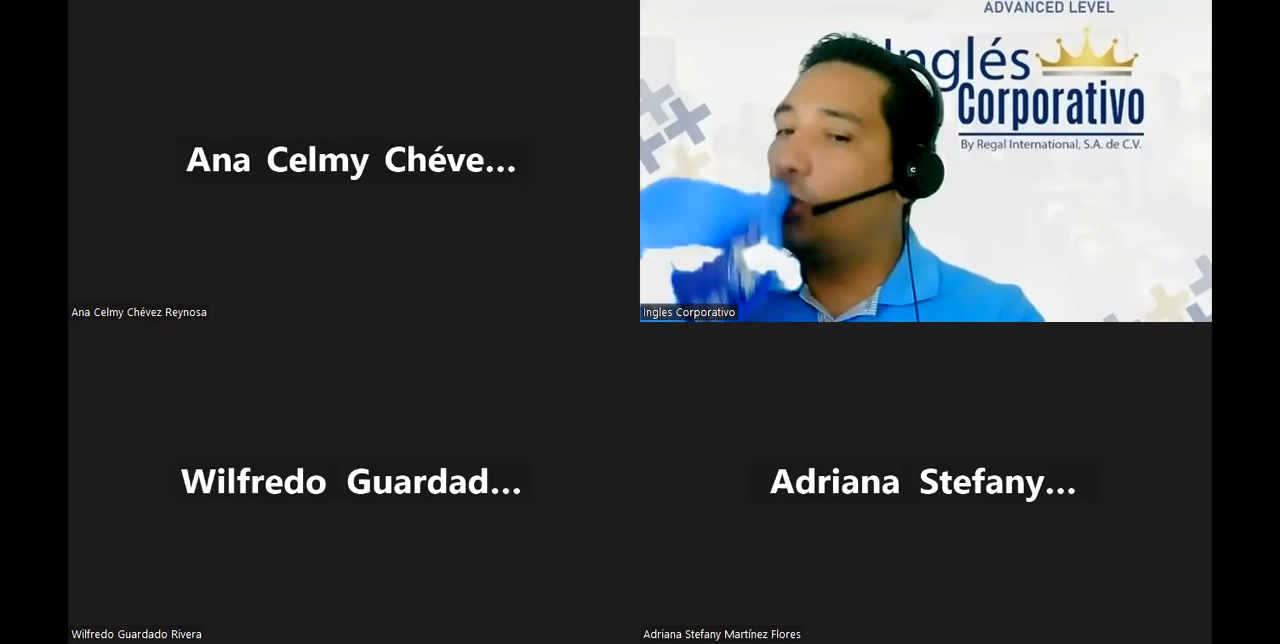 ADVANCED LEVEL
Inglés
Corporativo
By Regal International, S.A. de C.V.
Ana Celmy Chéve...
Ana Celmy Chévez Reynosa
Ingles Corporativo
Wilfredo Guardad...
Adriana Stefany...
Wilfredo Guardado Rivera
Adriana Stefany Martínez Flores